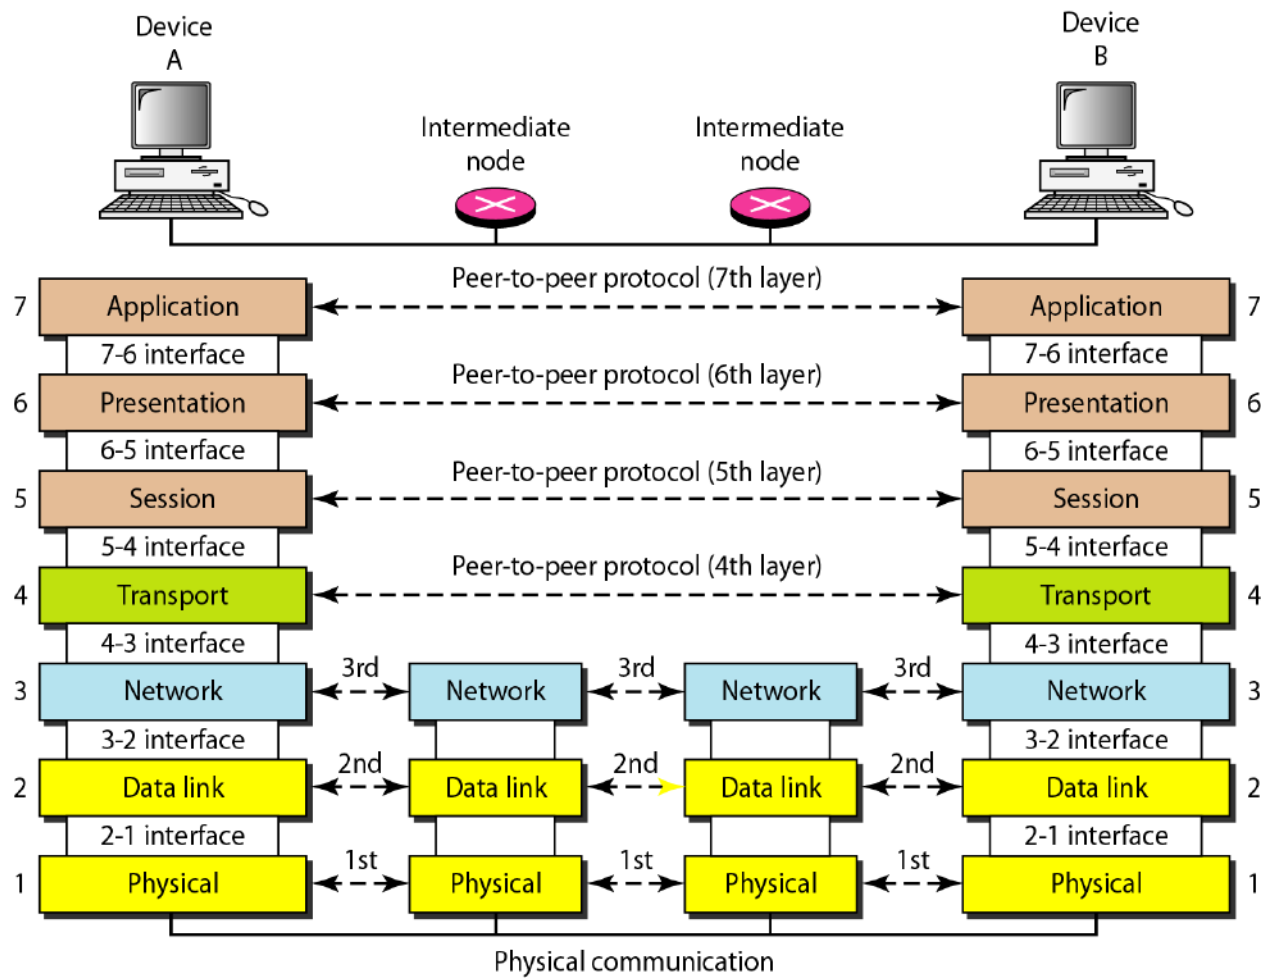 Device
A
Device
B
Intermediate
node
Intermediate
node
Peer-to-peer protocol (7th layer)
7 Application Application 7
7-6 interface 7-6 interface
Peer-to-peer protocol (6th layer)
6 Presentation Presentation 6
6-5 interface 6-5 interface
Peer-to-peer protocol (5th layer)
5 Session Session 5
5-4 interface 5-4 interface
Peer-to-peer protocol (4th layer)
4 Transport Transport 4
4-3 interface 4-3 interface
3 Network 3rd Network 3rd Network 3rd Network 3
3-2 interface 3-2 interface
2 Data link 2nd Data link 2nd Data link 2nd Data link 2
2-1 interface 2-1 interface
1 Physical 1st Physical 1st Physical 1st Physical 1
Physical communication